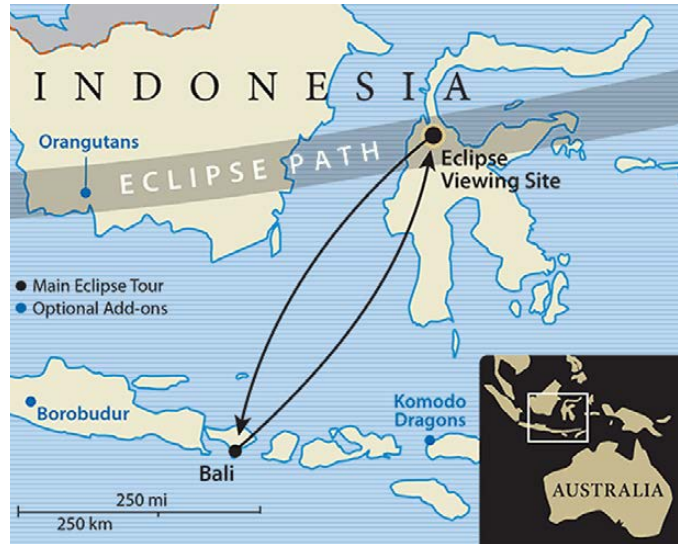 INDONESIA
Orangutans
ECLIPSE PATH
Eclipse
Viewing Site
Main Eclipse Tour
Optional Add-ons
Borobudur
Komodo
Dragons
Bali
250 mi
250 km
AUSTRALIA